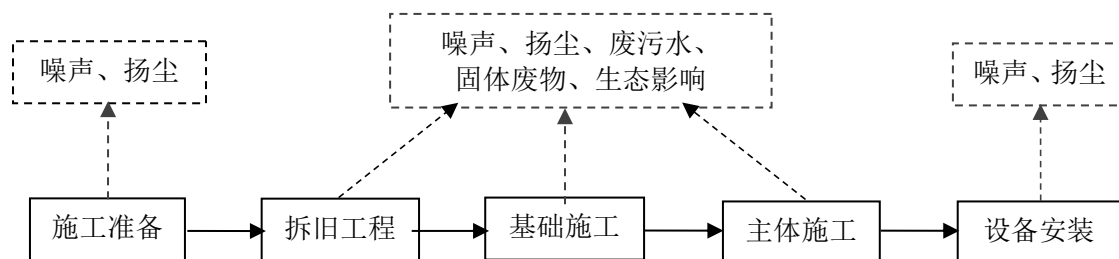 噪声、扬尘
噪声、扬尘、废污水、
固体废物、生态影响
噪声、扬尘
施工准备
拆旧工程
基础施工
主体施工
设备安装